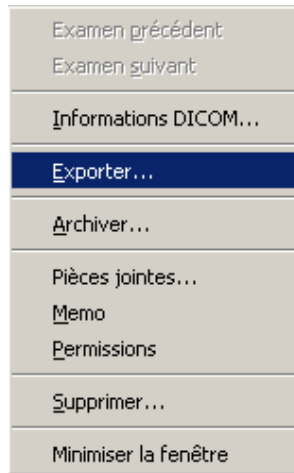 Examen précédent
Examen suivant
Informations DICOM...
Exporter...
Archiver...
Pièces jointes...
Memo
Permissions
Supprimer...
Minimiser la fenêtre